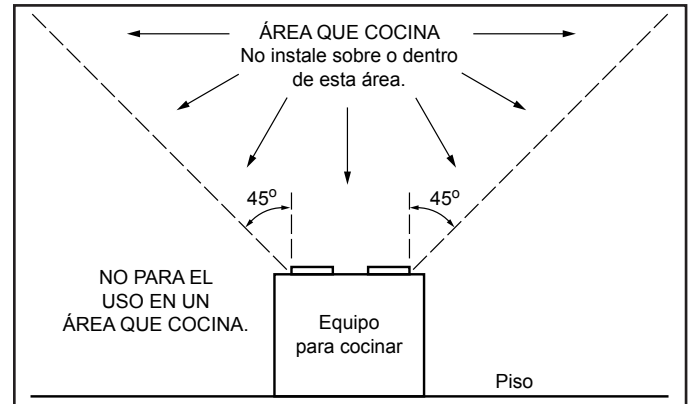 ÁREA QUE COCINA
No instale sobre o dentro
de esta área.
45º
45º
NO PARA EL
USO EN UN
ÁREA QUE COCINA.
Equipo
para cocinar
Piso